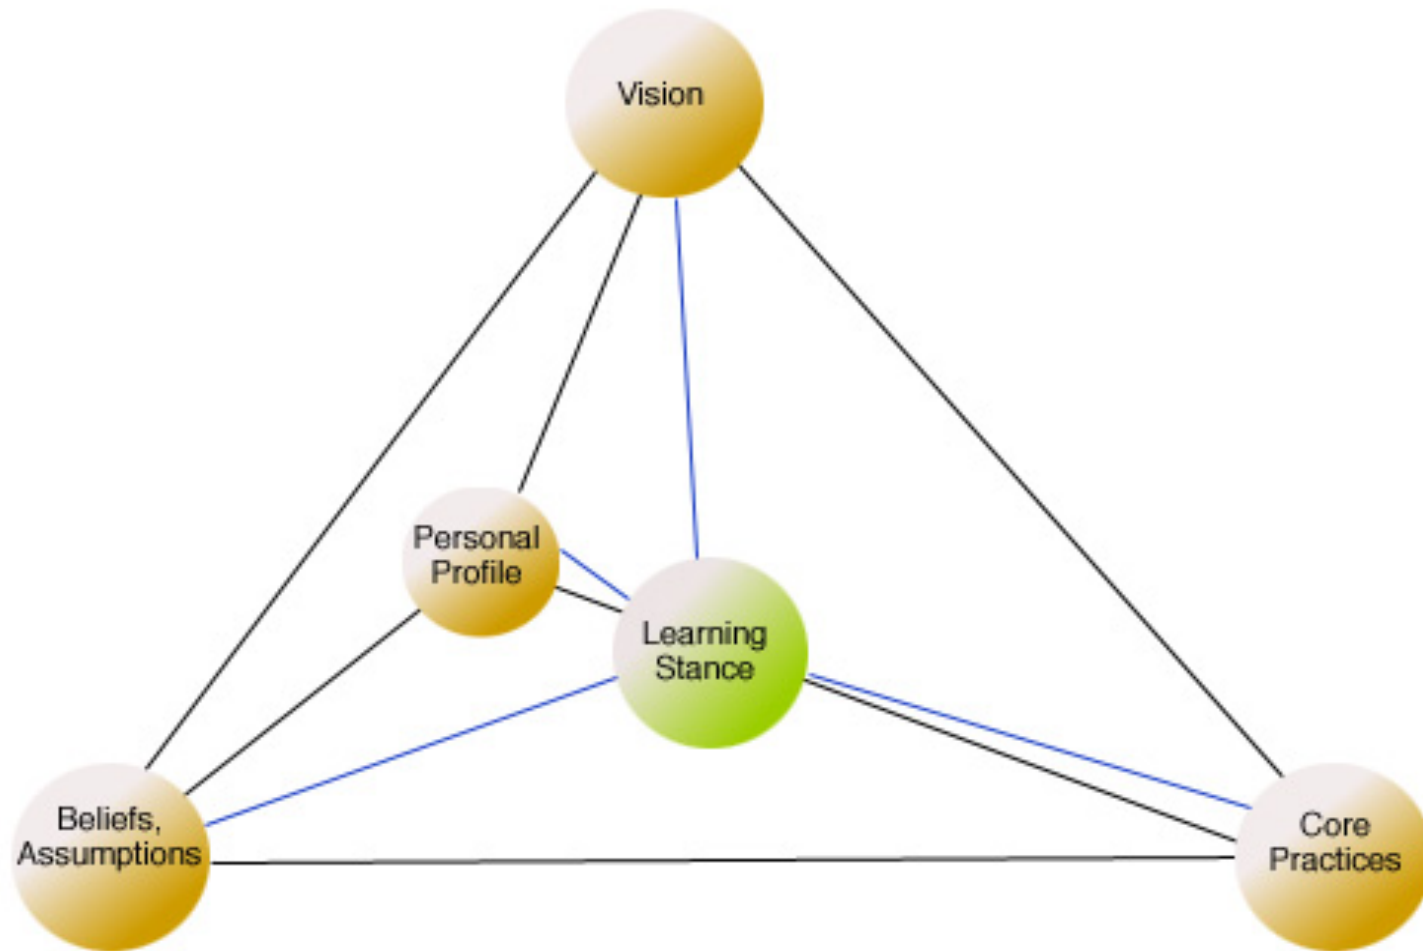 Vision
Personal
Profile
Learning
Stance
Beliefs,
Assumptions
Core
Practices